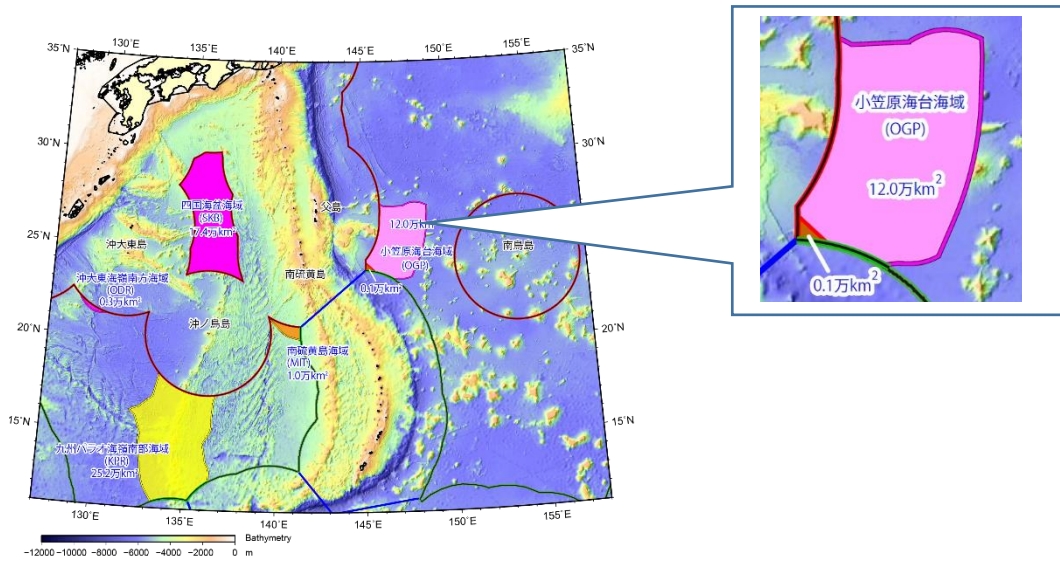 130˚E
135˚E
140˚E
145˚E
150˚E
155˚E
35˚N
35˚N
30˚N
30˚N
25˚N
25˚N
20˚N
20˚N
15˚N
15˚N
四国海盆海域
(SKB)
17.4万km²
父島
12.0万km²
沖大東島
南鳥島
小笠原海台海域
(OGP)
南硫黄島
沖大東海嶺南方海域
(ODR)
0.3万km²
0.1万km²
沖ノ鳥島
南硫黄島海域
(MIT)
1.0万km²
九州パラオ海嶺南部海域
(KPR)
25.2万km²
130˚E
135˚E
140˚E
145˚E
150˚E
155˚E
Bathymetry
−12000 −10000 −8000 −6000 −4000 −2000 0 m
小笠原海台海域
(OGP)
12.0万km²
0.1万km²